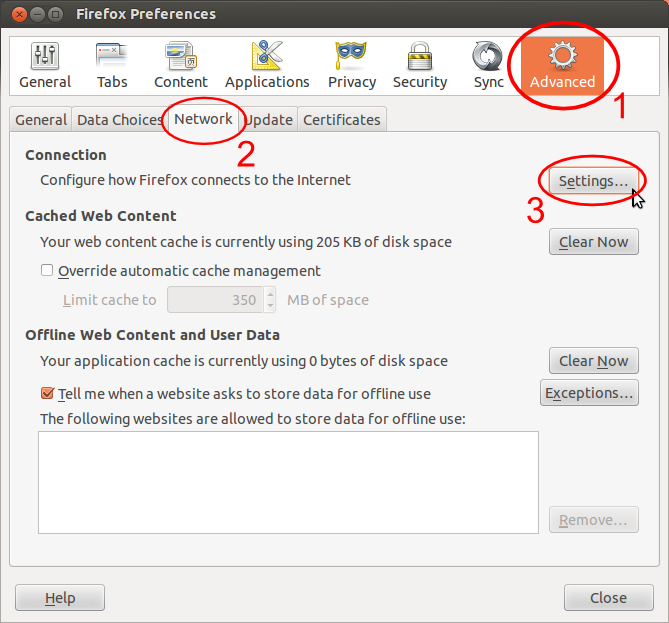 Firefox Preferences
General Tabs Content Applications Privacy Security Sync Advanced
1
General Data Choices Network Update Certificates
2
Connection
Configure how Firefox connects to the Internet Settings...
3
Cached Web Content
Your web content cache is currently using 205 KB of disk space Clear Now
Override automatic cache management
Limit cache to 350 MB of space
Offline Web Content and User Data
Your application cache is currently using 0 bytes of disk space Clear Now
Tell me when a website asks to store data for offline use Exceptions...
The following websites are allowed to store data for offline use:
Remove...
Help Close